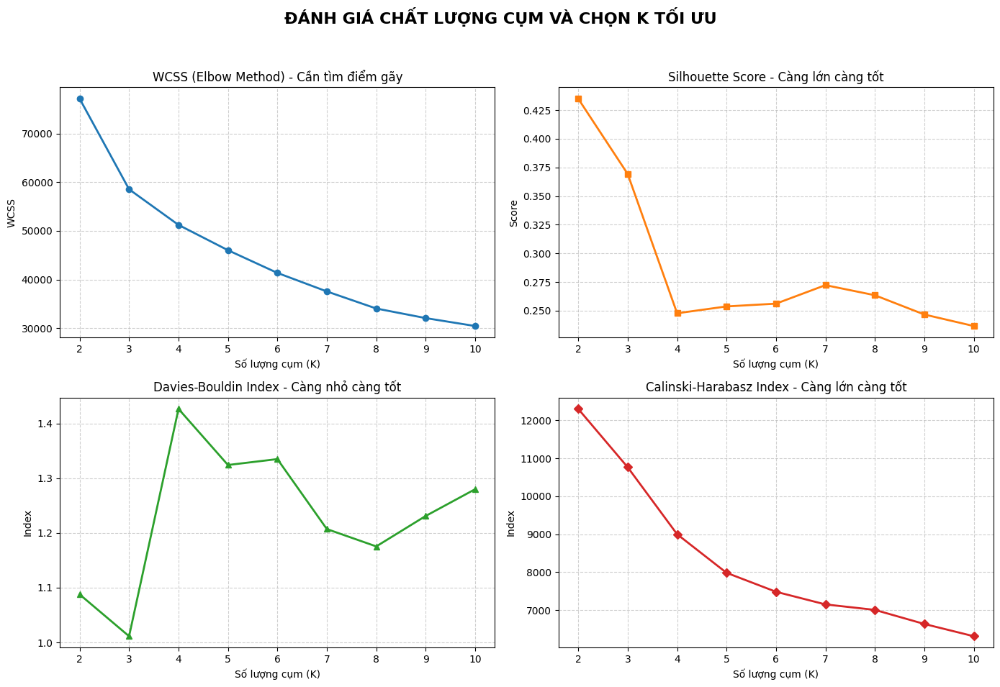 ĐÁNH GIÁ CHẤT LƯỢNG CỤM VÀ CHỌN K TỐI ƯU
WCSS (Elbow Method) - Cần tìm điểm gãy
WCSS
70000
60000
50000
40000
30000
2 3 4 5 6 7 8 9 10
Số lượng cụm (K)
Silhouette Score - Càng lớn càng tốt
Score
0.425
0.400
0.375
0.350
0.325
0.300
0.275
0.250
2 3 4 5 6 7 8 9 10
Số lượng cụm (K)
Davies-Bouldin Index - Càng nhỏ càng tốt
Index
1.4
1.3
1.2
1.1
1.0
2 3 4 5 6 7 8 9 10
Số lượng cụm (K)
Calinski-Harabasz Index - Càng lớn càng tốt
Index
12000
11000
10000
9000
8000
7000
2 3 4 5 6 7 8 9 10
Số lượng cụm (K)